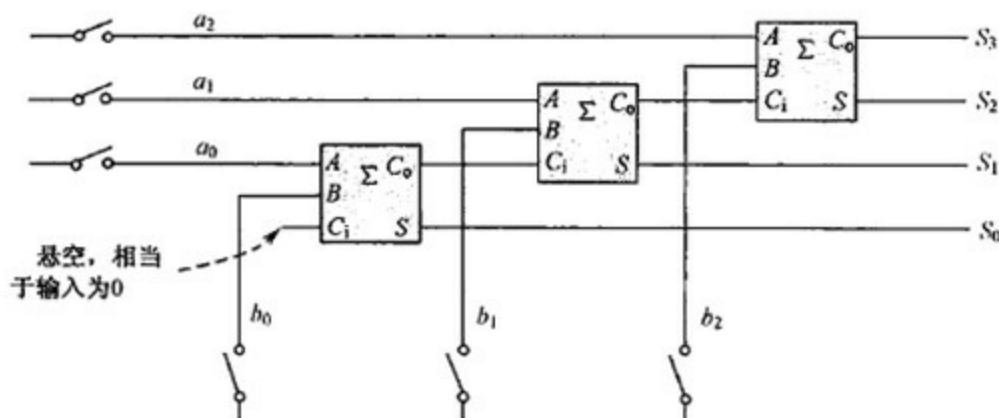 a₂
A Σ Cₒ S₃
B
a₁
A Σ Cₒ Cᵢ S S₂
B
a₀
A Σ Cₒ Cᵢ S S₁
B
Cᵢ S S₀
悬空，相当
于输入为0
b₀ b₁ b₂